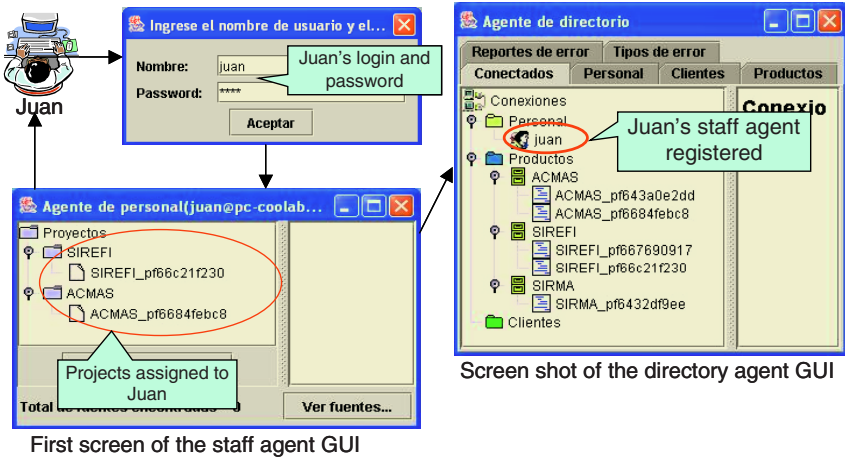 Juan
Ingrese el nombre de usuario y el...
Nombre:
juan
Password:
****
Aceptar
Juan's login and
password
Agente de personal(juan@pc-coolab...
Proyectos
SIREFI
SIREFI_pf66c21f230
ACMAS
ACMAS_pf6684febc8
Projects assigned to
Juan
Total
Ver fuentes...
First screen of the staff agent GUI
Agente de directorio
Reportes de error
Tipos de error
Conectados
Personal
Clientes
Productos
Conexiones
Personal
juan
Productos
ACMAS
ACMAS_pf643a0e2dd
ACMAS_pf6684febc8
SIREFI
SIREFI_pf667690917
SIREFI_pf66c21f230
SIRMA
SIRMA_pf6432df9ee
Clientes
Conexio
Juan's staff agent
registered
Screen shot of the directory agent GUI